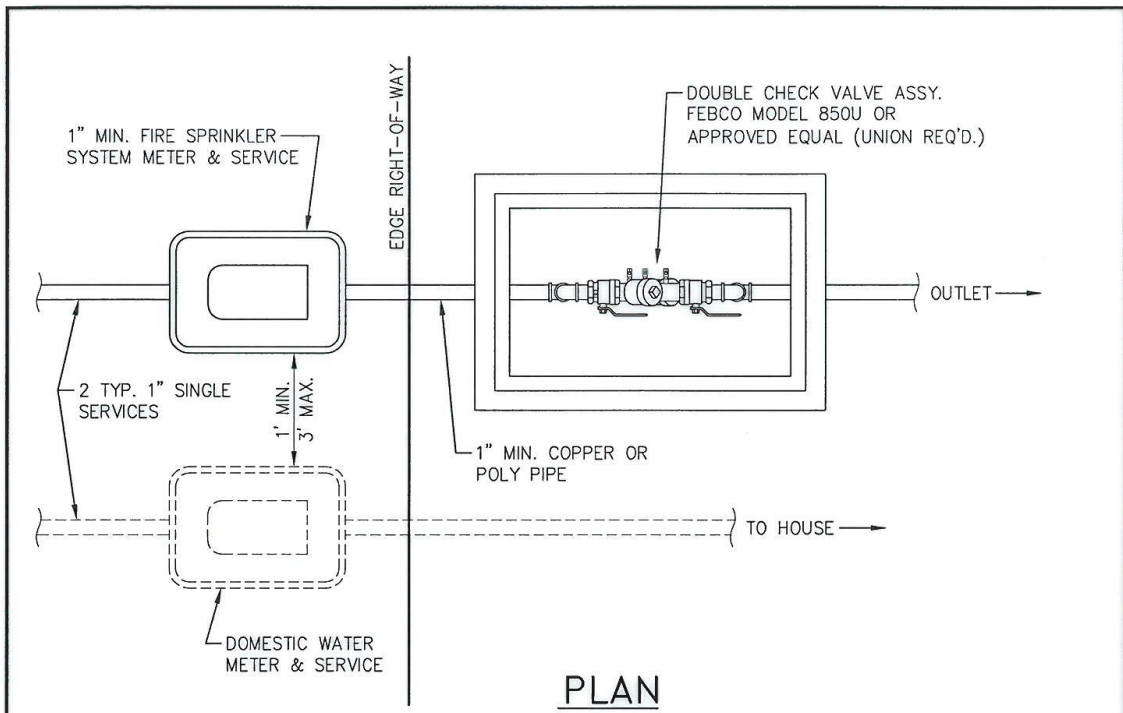 1" MIN. FIRE SPRINKLER
SYSTEM METER & SERVICE
EDGE RIGHT-OF-WAY
DOUBLE CHECK VALVE ASSY.
FEBCO MODEL 850U OR
APPROVED EQUAL (UNION REQ'D.)
OUTLET
2 TYP. 1" SINGLE
SERVICES
1' MIN.
3' MAX.
1" MIN. COPPER OR
POLY PIPE
TO HOUSE
DOMESTIC WATER
METER & SERVICE
PLAN